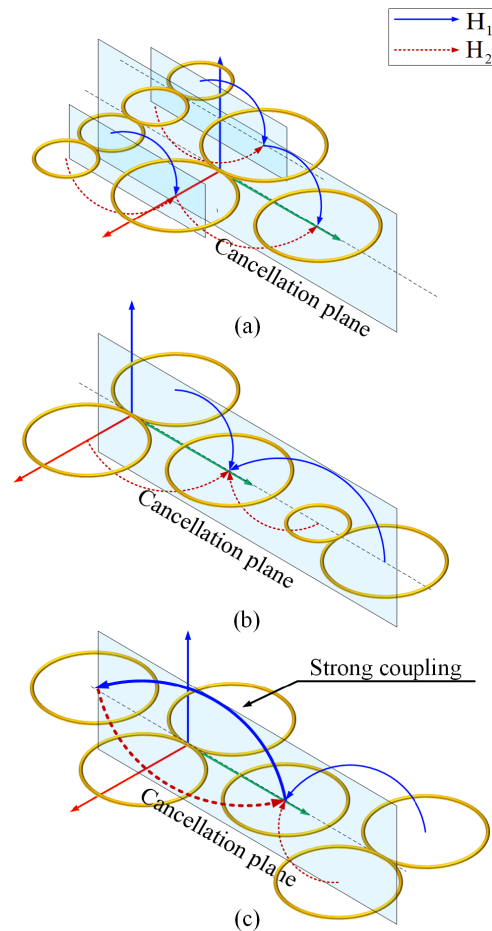 H₁
H₂
Cancellation plane
(a)
Cancellation plane
(b)
Strong coupling
Cancellation plane
(c)